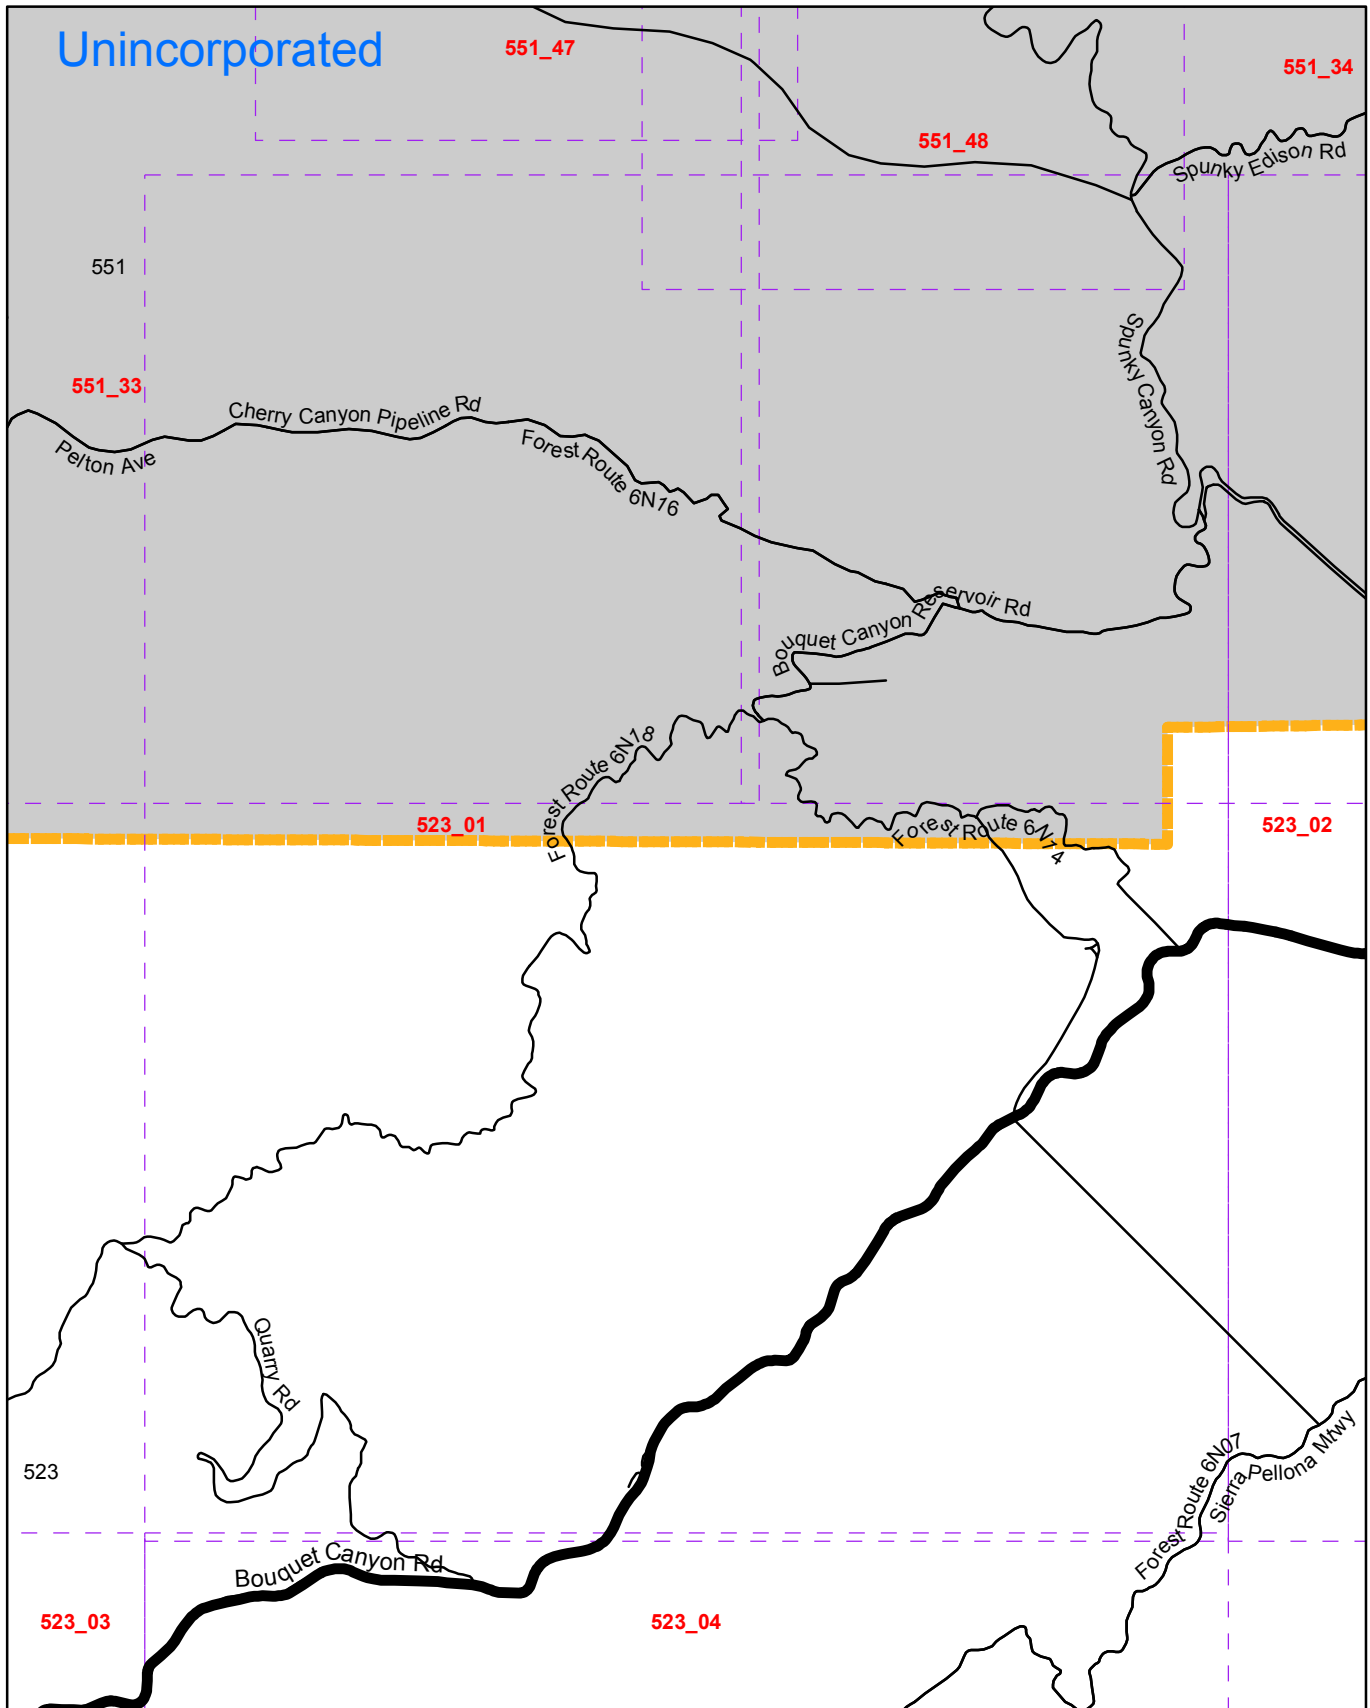 Unincorporated
551_47
551_34
551_48
Spunky Edison Rd
551
Spunky Canyon Rd
551_33
Cherry Canyon Pipeline Rd
Pelton Ave
Forest Route 6N16
Bouquet Canyon Reservoir Rd
Forest Route 6N18
523_01
Forest Route 6N14
523_02
Quarry Rd
523
Forest Route 6N07
Sierra Pellona Mtwy
Bouquet Canyon Rd
523_03
523_04